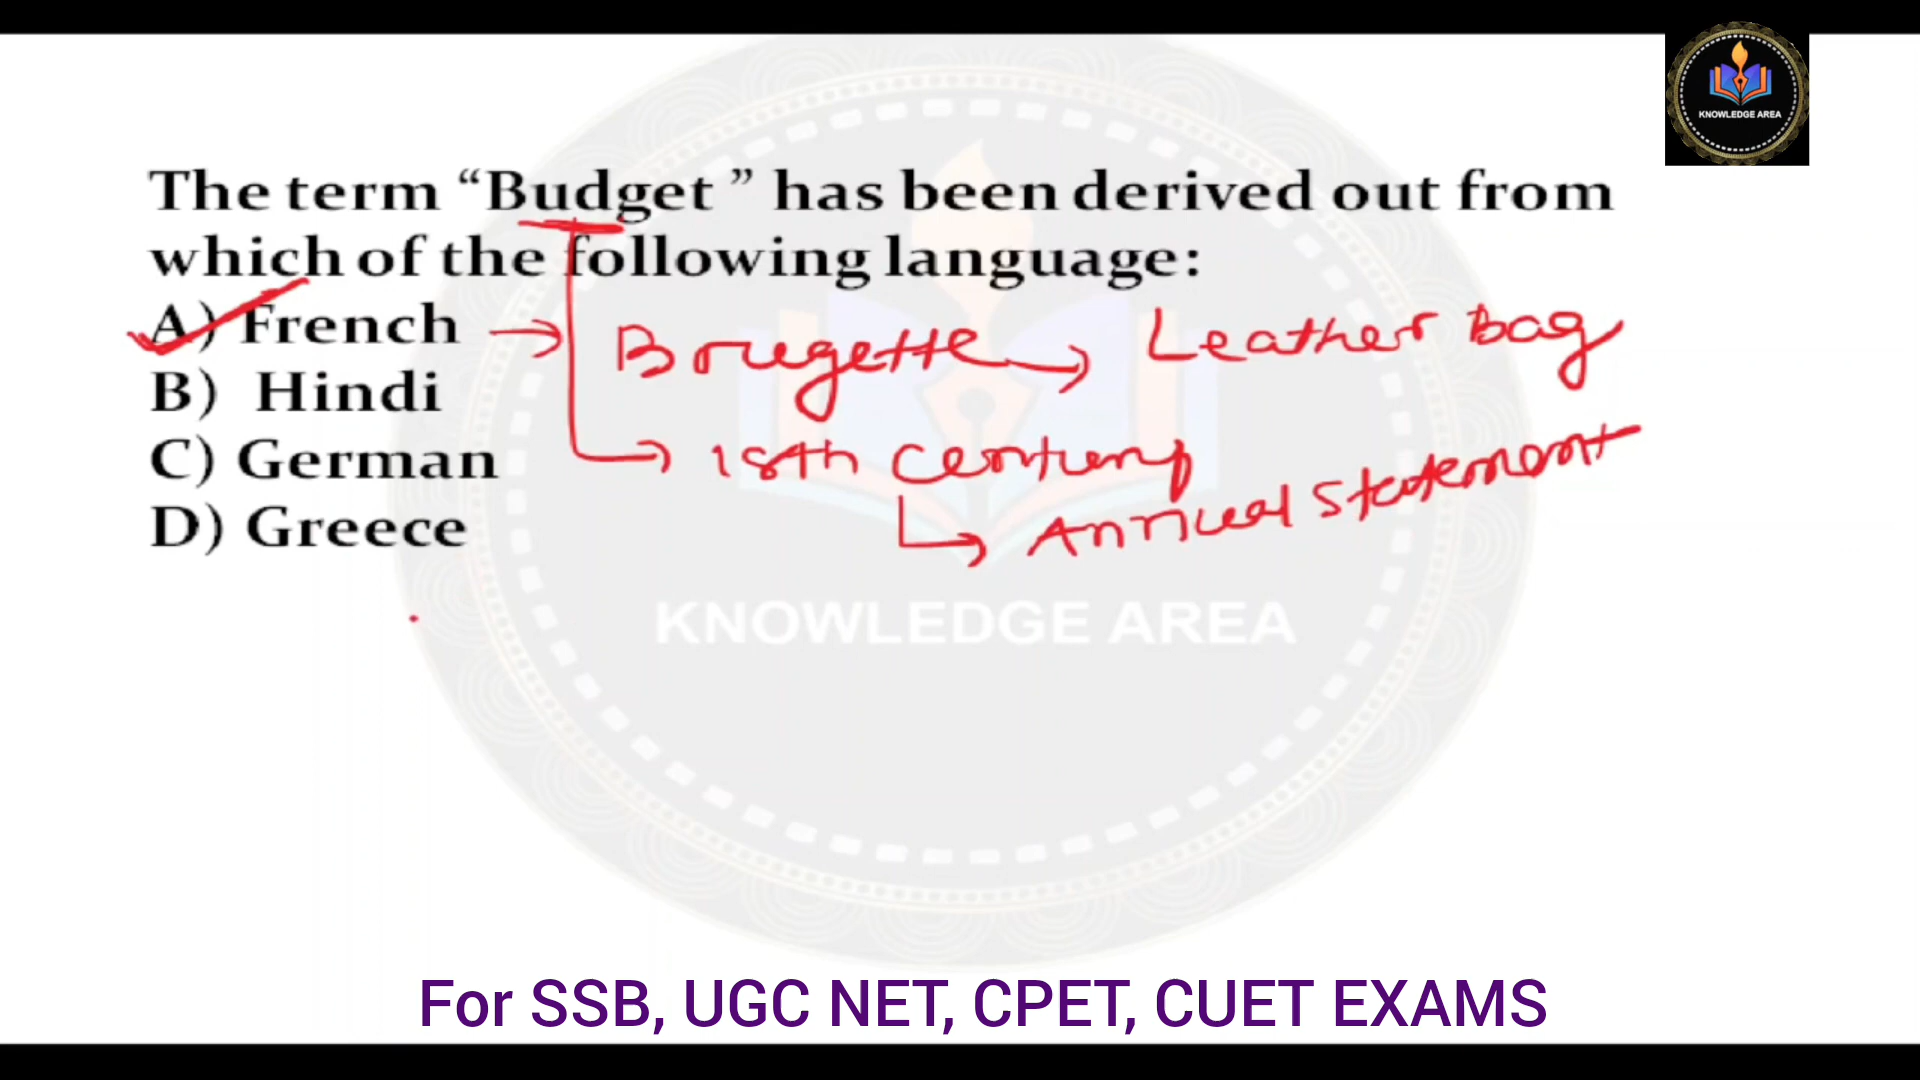 KNOWLEDGE AREA
The term “Budget ” has been derived out from
which of the following language:
A) French → Bougette → Leather bag
B) Hindi
C) German → 18th century
D) Greece → Annual statement
KNOWLEDGE AREA
For SSB, UGC NET, CPET, CUET EXAMS